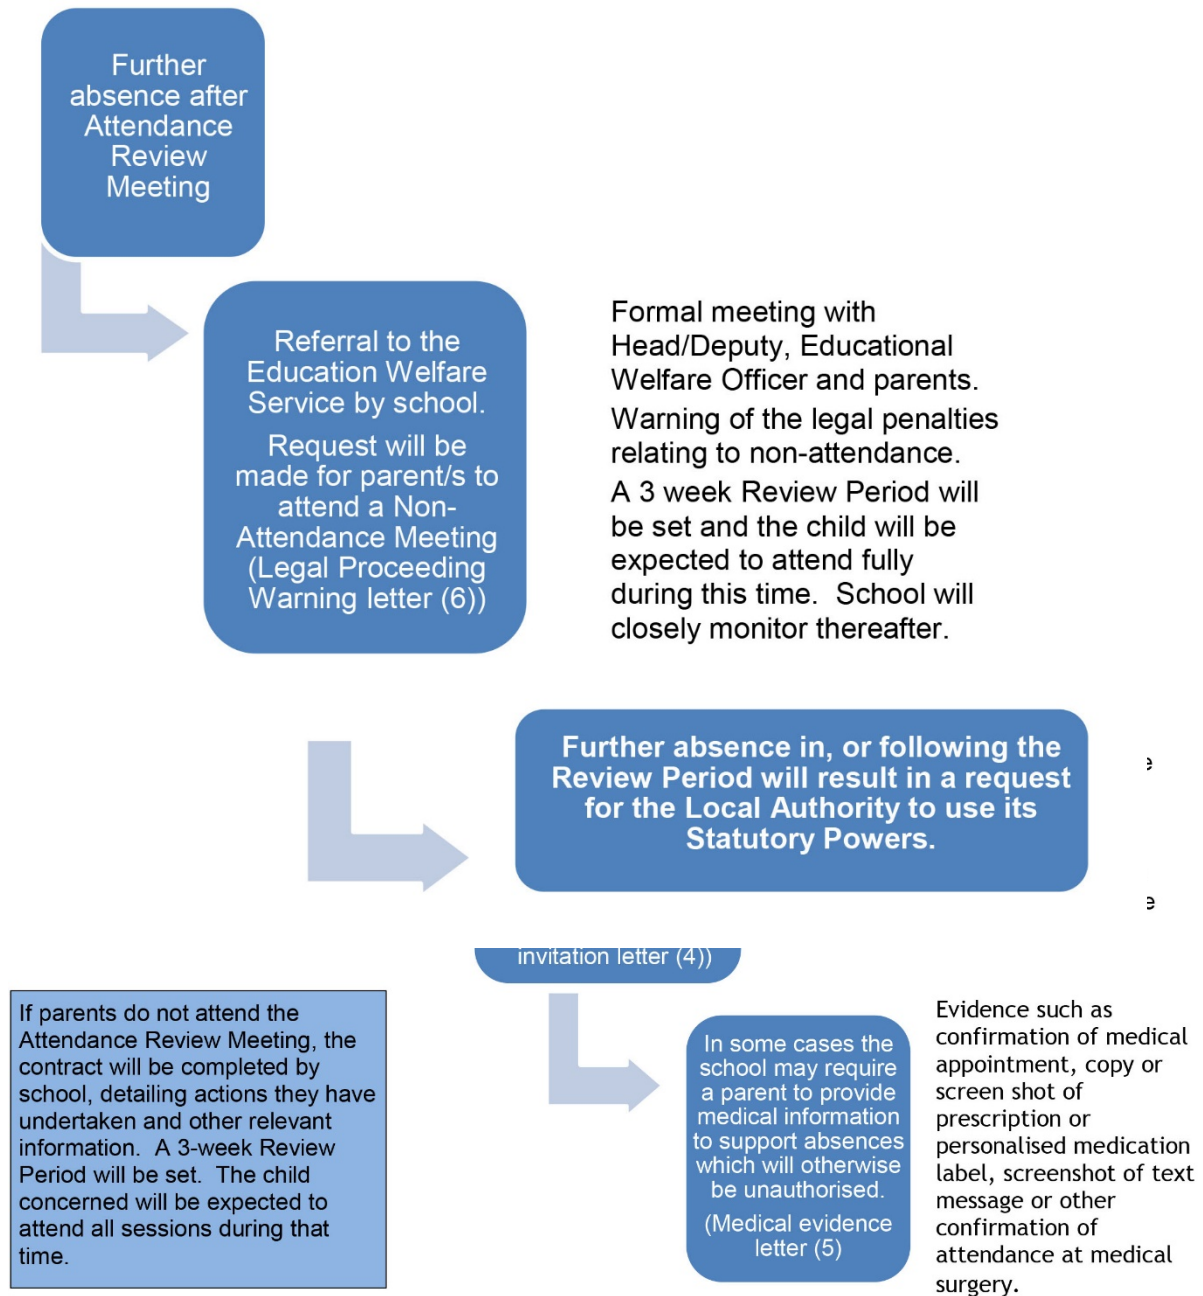 Further
absence after
Attendance
Review
Meeting
Referral to the
Education Welfare
Service by school.
Request will be
made for parent/s to
attend a Non-
Attendance Meeting
(Legal Proceeding
Warning letter (6))
Formal meeting with
Head/Deputy, Educational
Welfare Officer and parents.
Warning of the legal penalties
relating to non-attendance.
A 3 week Review Period will
be set and the child will be
expected to attend fully
during this time.  School will
closely monitor thereafter.
Further absence in, or following the
Review Period will result in a request
for the Local Authority to use its
Statutory Powers.
invitation letter (4))
If parents do not attend the
Attendance Review Meeting, the
contract will be completed by
school, detailing actions they have
undertaken and other relevant
information.  A 3-week Review
Period will be set.  The child
concerned will be expected to
attend all sessions during that
time.
In some cases the
school may require
a parent to provide
medical information
to support absences
which will otherwise
be unauthorised.
(Medical evidence
letter (5)
Evidence such as
confirmation of medical
appointment, copy or
screen shot of
prescription or
personalised medication
label, screenshot of text
message or other
confirmation of
attendance at medical
surgery.